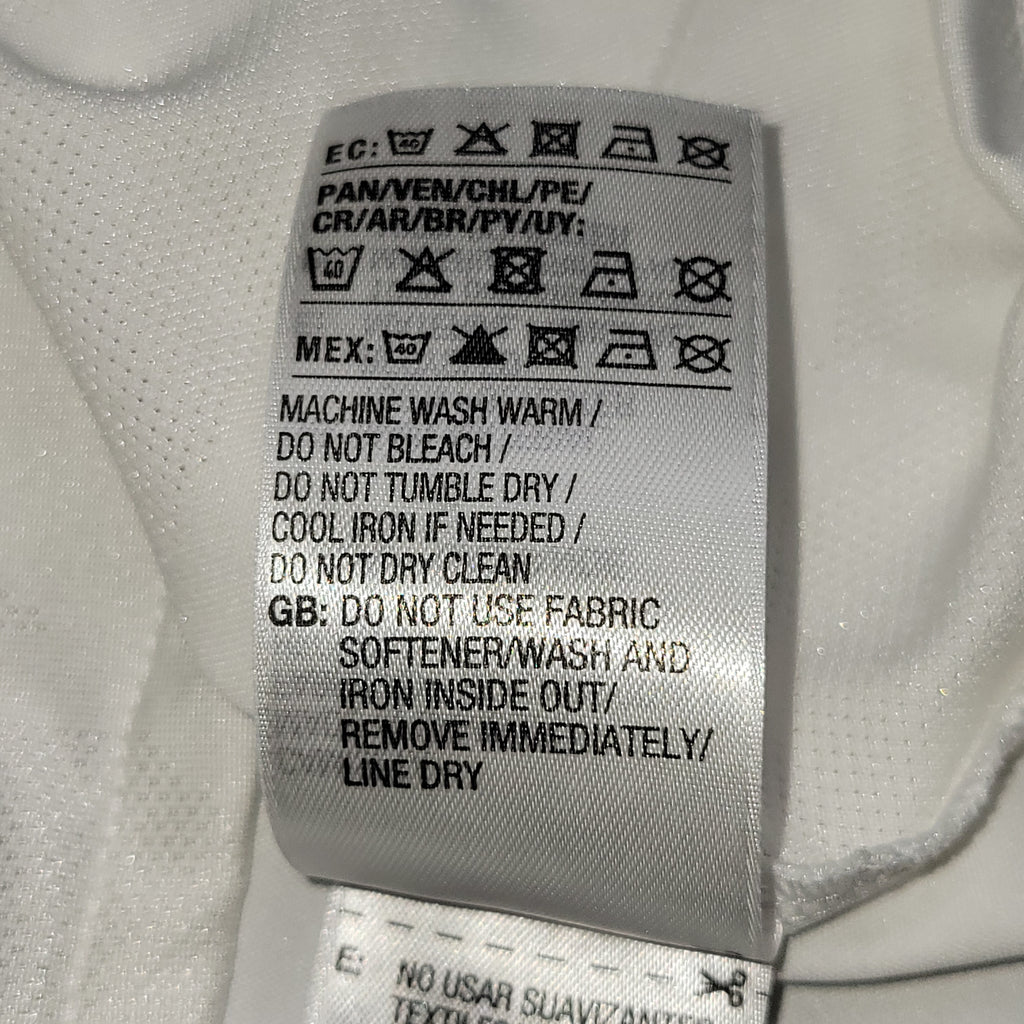 EC: 40
PAN/VEN/CHL/PE/
CR/AR/BR/PY/UY:
40
MEX: 40
MACHINE WASH WARM /
DO NOT BLEACH /
DO NOT TUMBLE DRY /
COOL IRON IF NEEDED /
DO NOT DRY CLEAN
GB: DO NOT USE FABRIC
SOFTENER/WASH AND
IRON INSIDE OUT/
REMOVE IMMEDIATELY/
LINE DRY
E: NO USAR